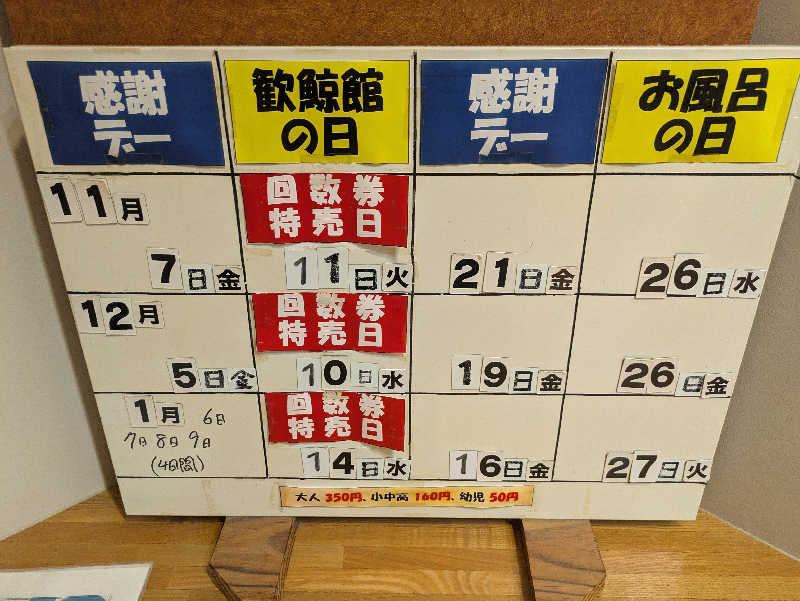 感謝
デー
歓鯨館
の日
感謝
デー
お風呂
の日
11月
7日金
回数券
特売日
11日火
21日金
26日水
12月
5日金
回数券
特売日
10日水
19日金
26日金
1月 6日
7日8日9日
(4日間)
回数券
特売日
14日水
16日金
27日火
大人 350円、小中高 160円、幼児 50円